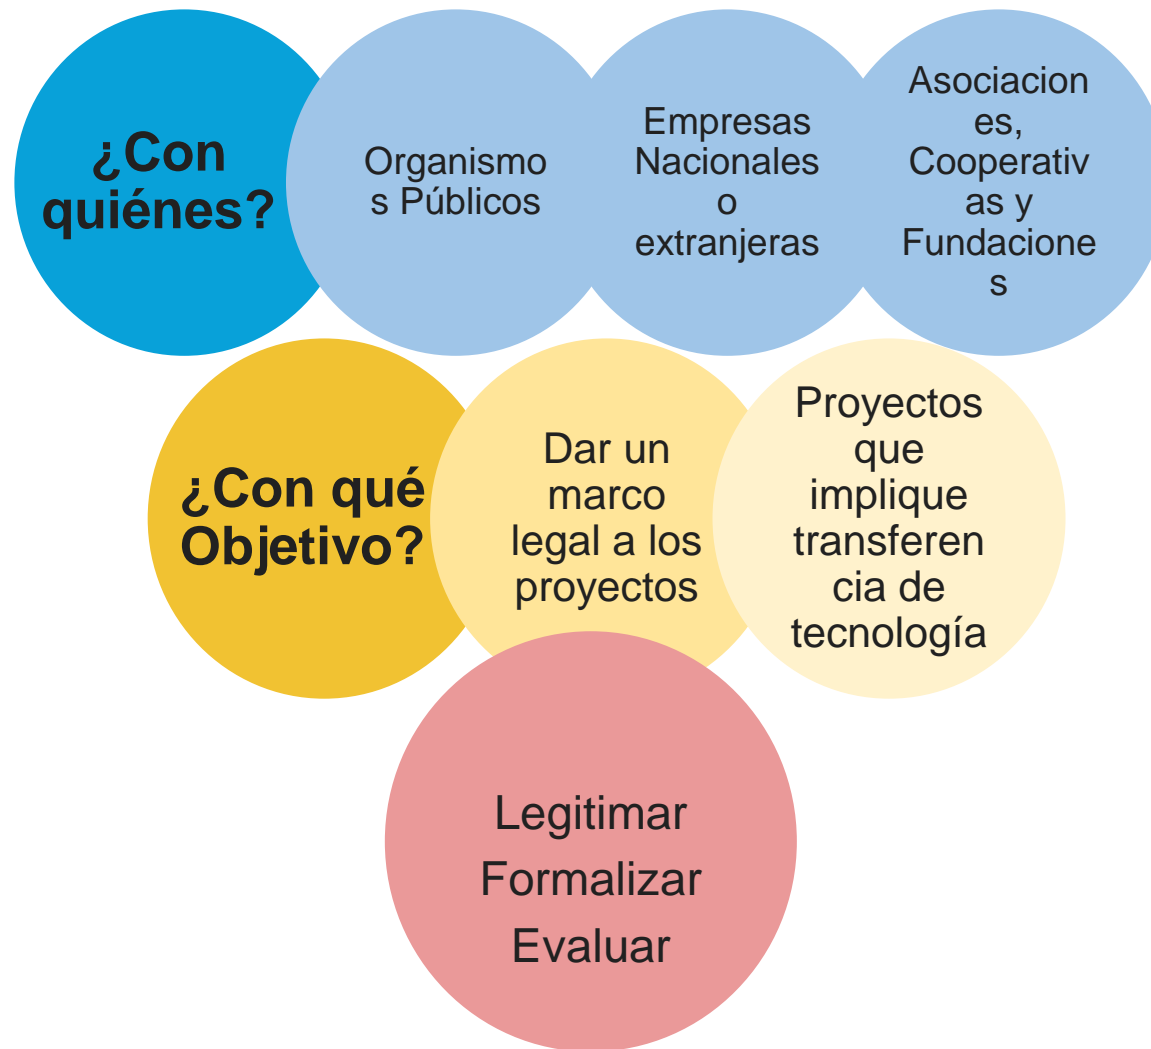 ¿Con
quiénes?
Organismo
s Públicos
Empresas
Nacionales
o
extranjeras
Asociacion
es,
Cooperativ
as y
Fundacione
s
¿Con qué
Objetivo?
Dar un
marco
legal a los
proyectos
Proyectos
que
implique
transferen
cia de
tecnología
Legitimar
Formalizar
Evaluar